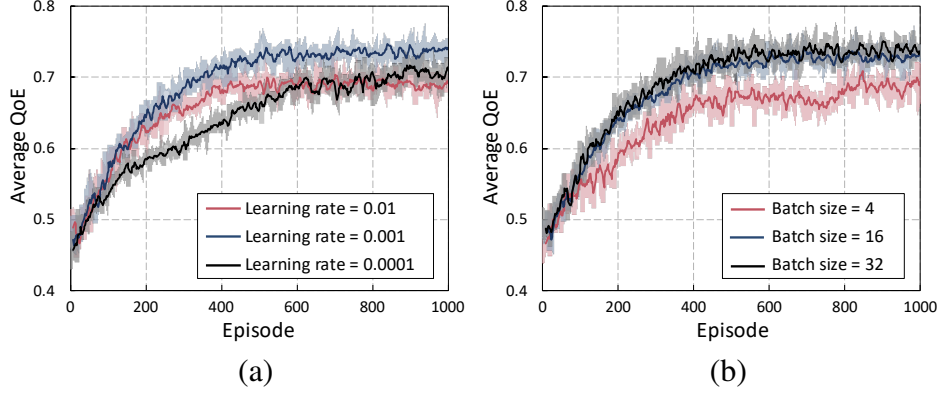 0.8
0.7
0.6
0.5
0.4
Average QoE
Learning rate = 0.01
Learning rate = 0.001
Learning rate = 0.0001
0 200 400 600 800 1000
Episode
(a)
0.8
0.7
0.6
0.5
0.4
Average QoE
Batch size = 4
Batch size = 16
Batch size = 32
0 200 400 600 800 1000
Episode
(b)